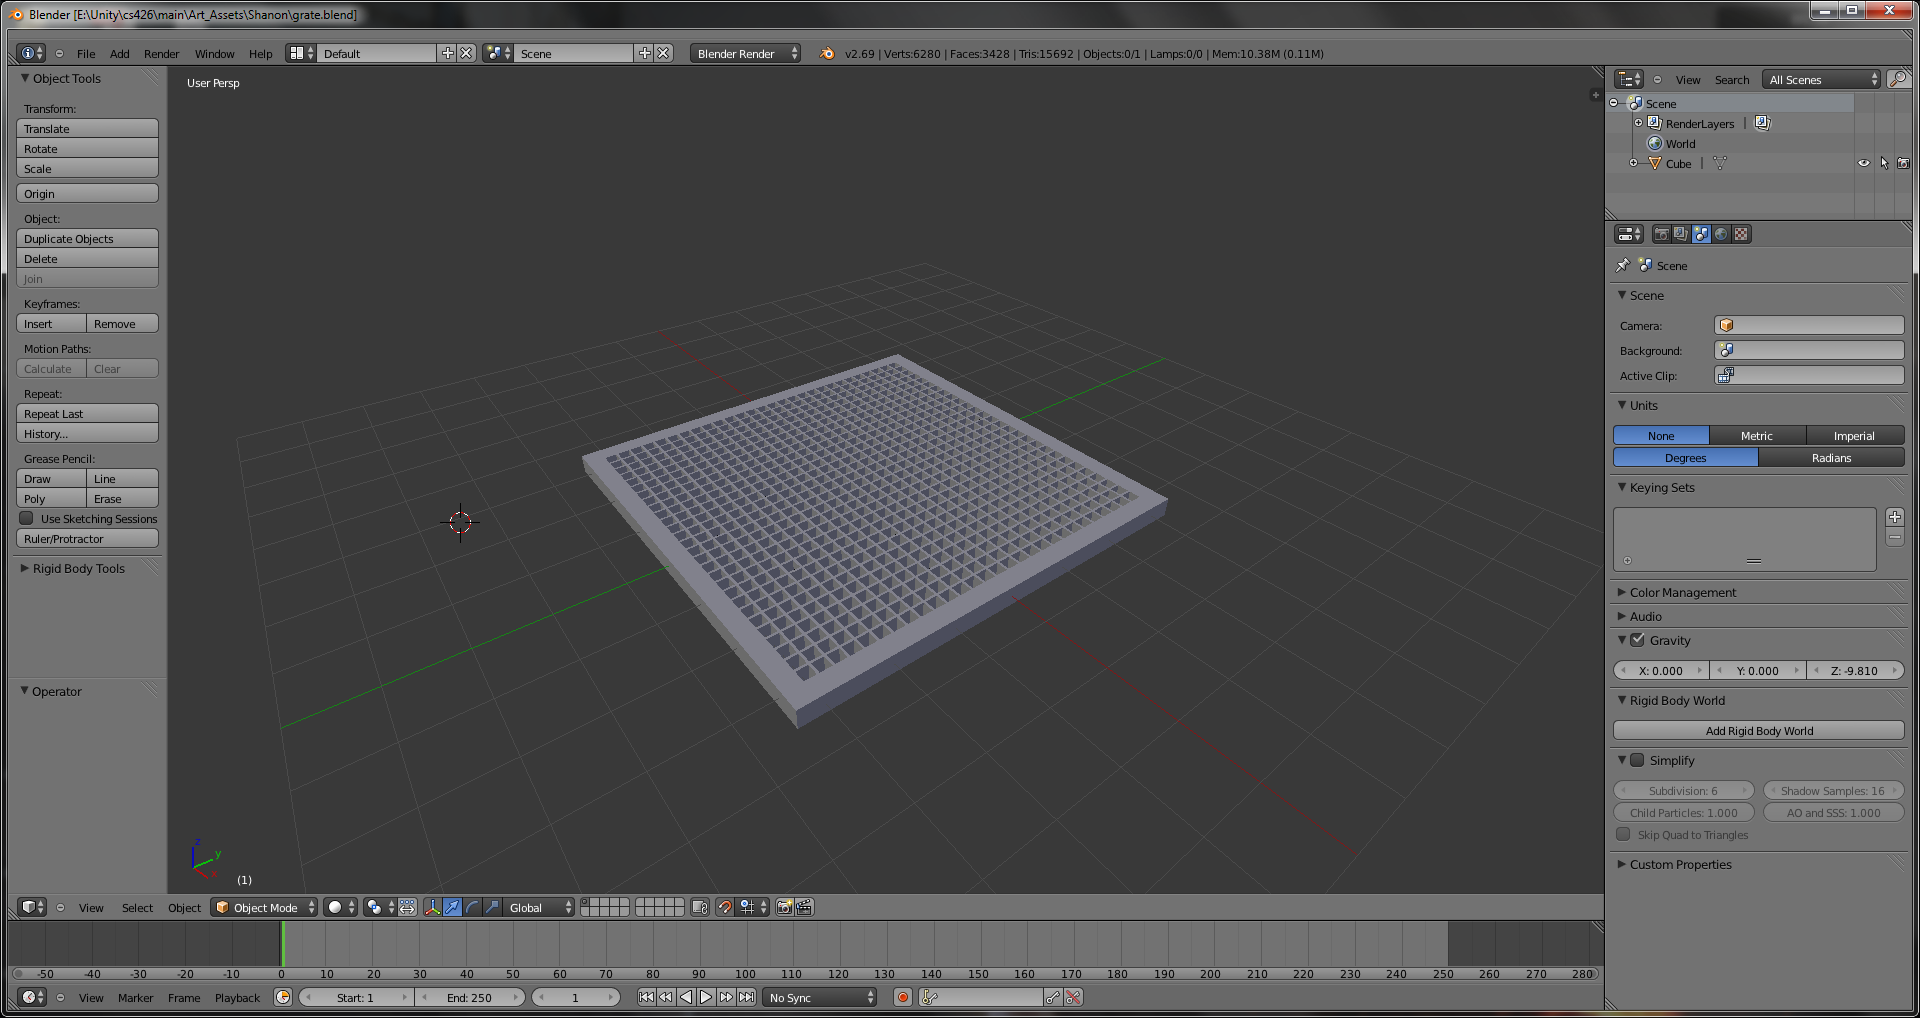 Blender [E:\Unity\cs426\main\Art_Assets\Shanon\grate.blend]
File Add Render Window Help Default Scene Blender Render v2.69 | Verts:6280 | Faces:3428 | Tris:15692 | Objects:0/1 | Lamps:0/0 | Mem:10.38M (0.11M)
Object Tools
Transform:
Translate
Rotate
Scale
Origin
Object:
Duplicate Objects
Delete
Join
Keyframes:
Insert Remove
Motion Paths:
Calculate Clear
Repeat:
Repeat Last
History...
Grease Pencil:
Draw Line
Poly Erase
Use Sketching Sessions
Ruler/Protractor
Rigid Body Tools
Operator
User Persp
z
y
x
(1)
View Select Object Object Mode Global
-50 -40 -30 -20 -10 0 10 20 30 40 50 60 70 80 90 100 110 120 130 140 150 160 170 180 190 200 210 220 230 240 250 260 270 280
View Marker Frame Playback Start: 1 End: 250 1 No Sync
View Search All Scenes
Scene
RenderLayers |
World
Cube |
Scene
Scene
Camera:
Background:
Active Clip:
Units
None Metric Imperial
Degrees Radians
Keying Sets
Color Management
Audio
Gravity
X: 0.000 Y: 0.000 Z: -9.810
Rigid Body World
Add Rigid Body World
Simplify
Subdivision: 6 Shadow Samples: 16
Child Particles: 1.000 AO and SSS: 1.000
Skip Quad to Triangles
Custom Properties